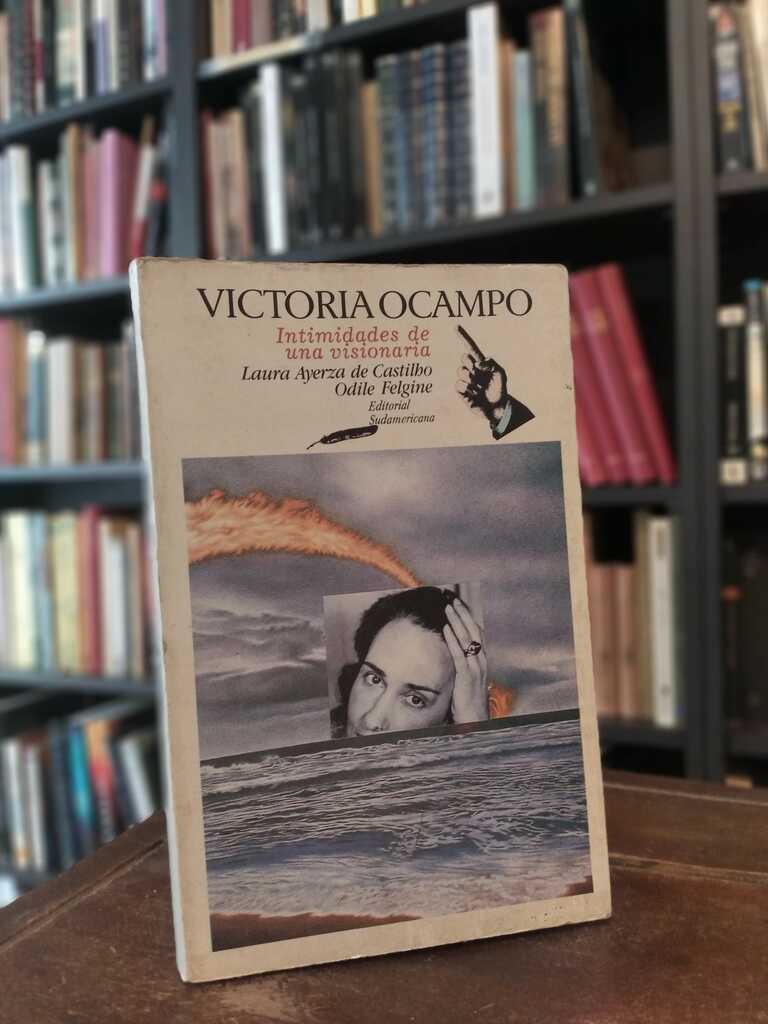 VICTORIA OCAMPO
Intimidades de
una visionaria
Laura Ayerza de Castilho
Odile Felgine
Editorial
Sudamericana